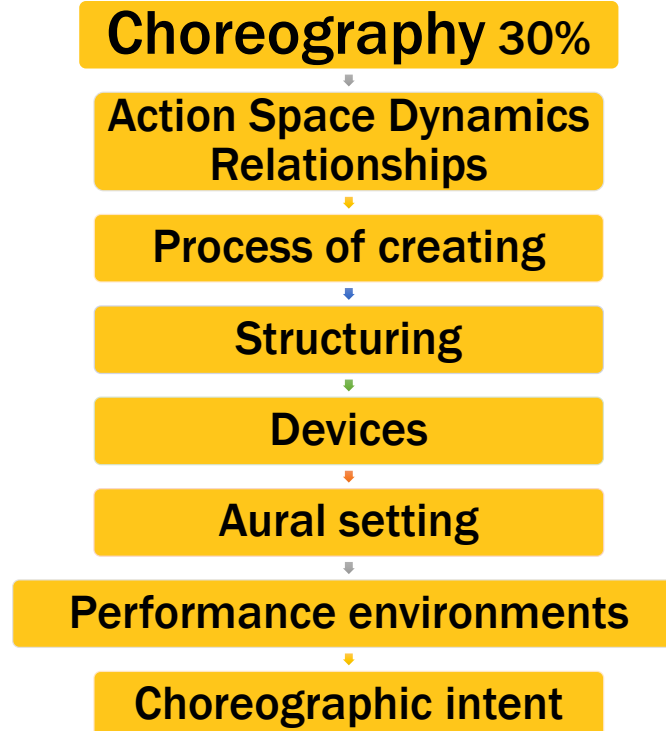 Choreography 30%
Action Space Dynamics
Relationships
Process of creating
Structuring
Devices
Aural setting
Performance environments
Choreographic intent